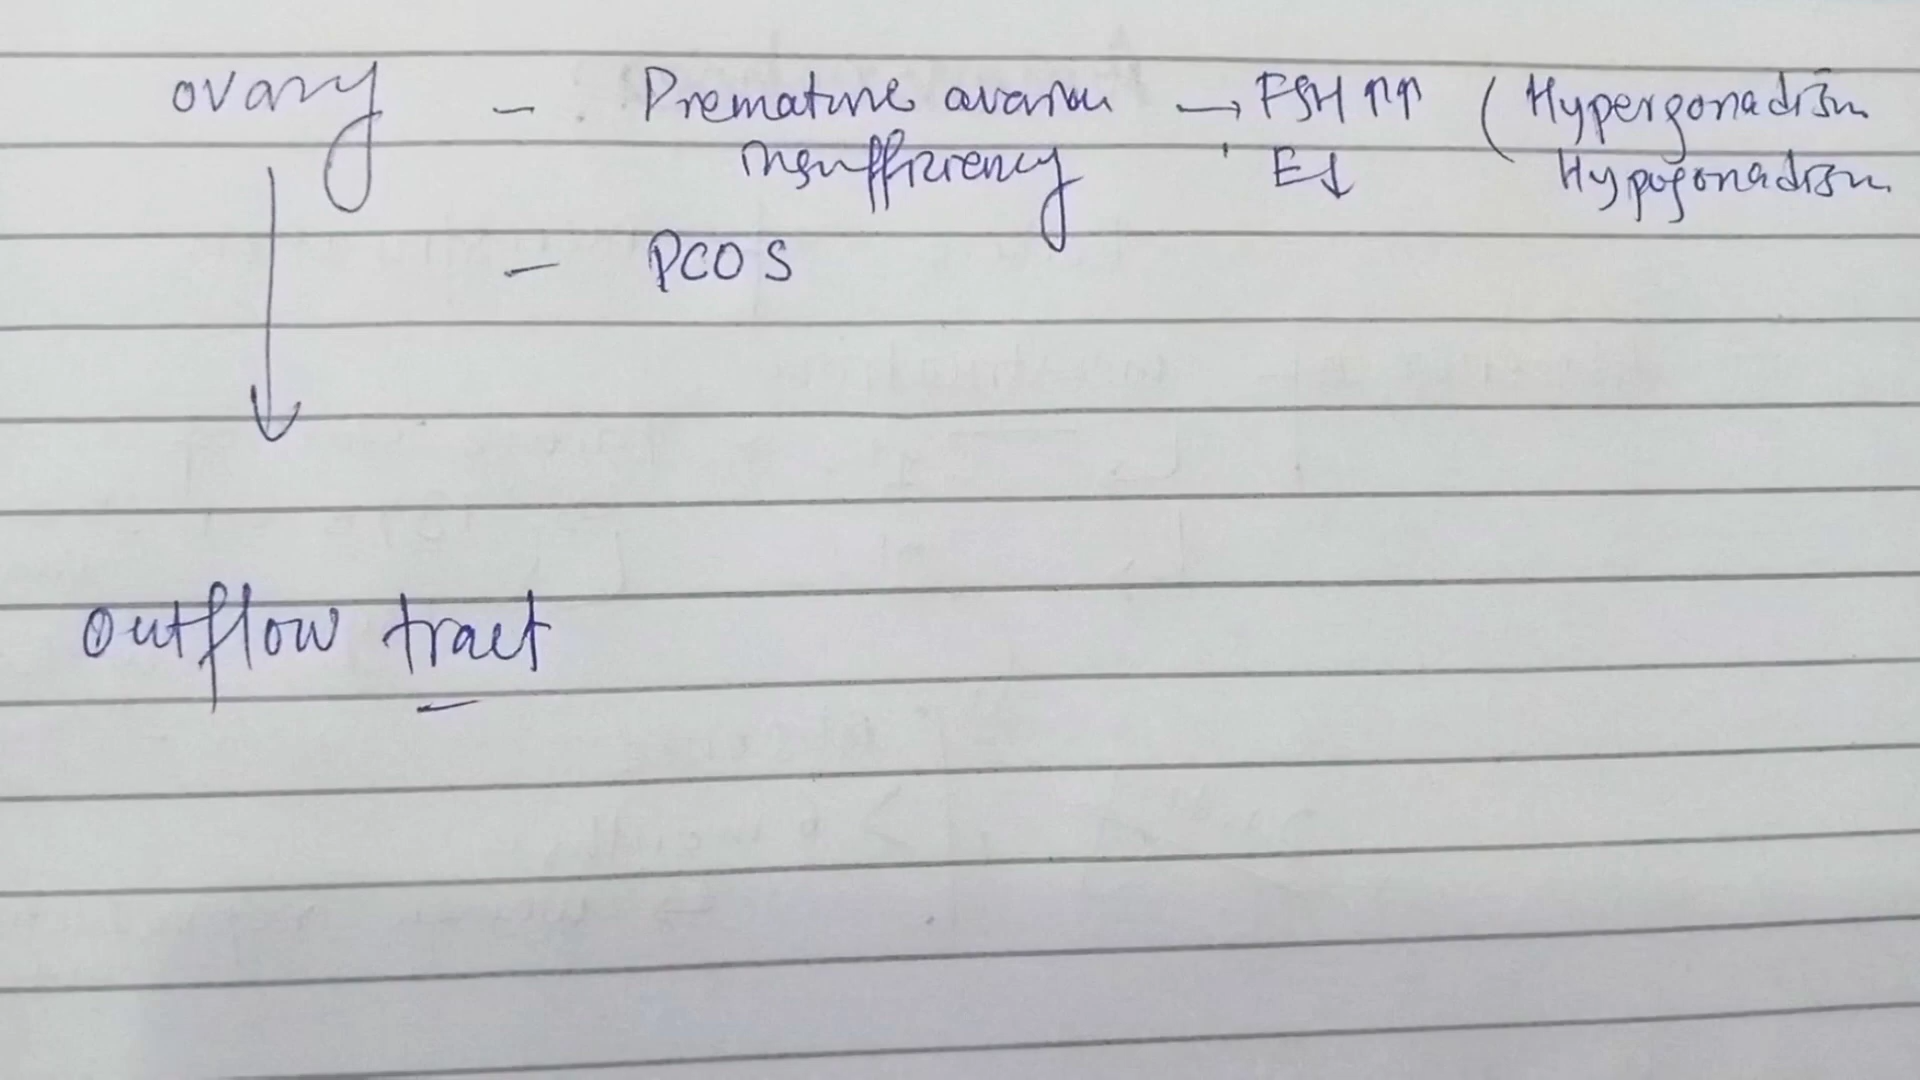 ovary - Premature ovarian → FSH ↑↑ (Hypergonadism
insufficiency E↓ Hypogonadism
- PCOS
outflow tract